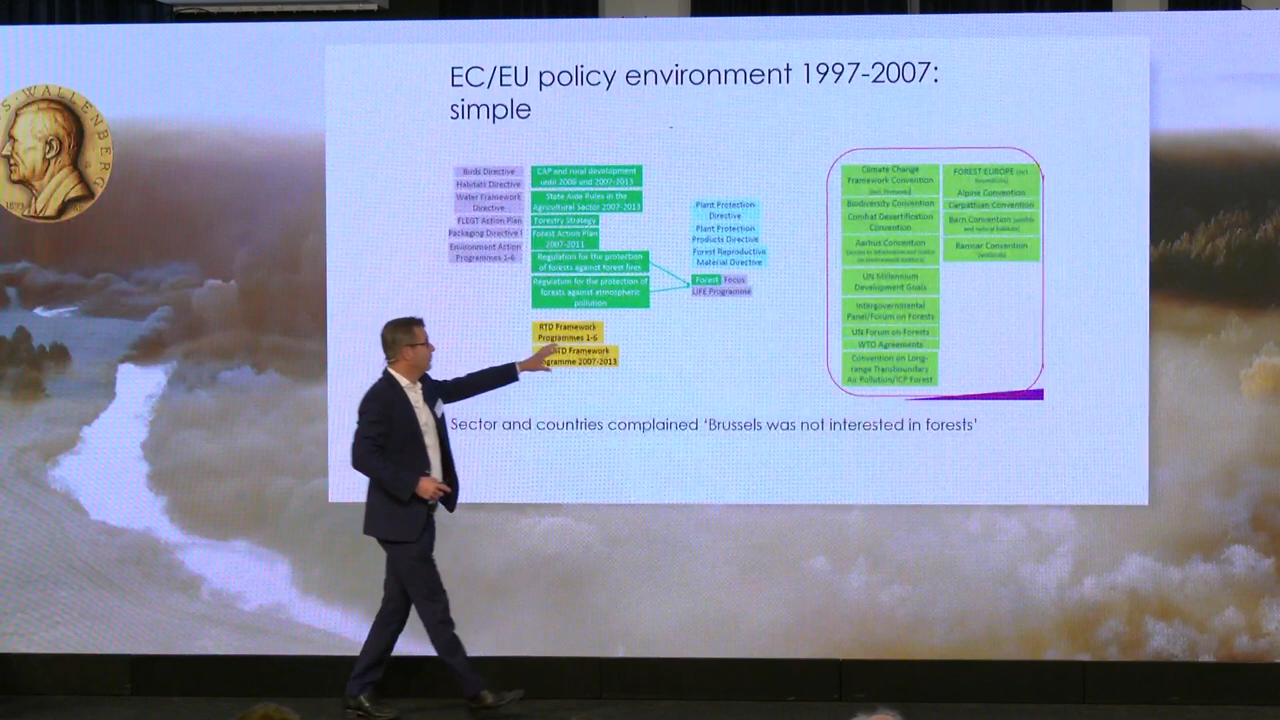 S·WALLENBERG
EC/EU policy environment 1997-2007:
simple
Birds Directive
Habitats Directive
Water Framework
Directive
FLEGT Action Plan
Packaging Directive
Environment Action
Programmes 1-6
CAP and rural development
until 2006 and 2007-2013
State Aide Rules in the
Agricultural Sector 2007-2013
Forestry Strategy
Forest Action Plan
2007-2011
Regulation for the protection
of forests against forest fires
Regulation for the protection of
forests against atmospheric
pollution
RTD Framework
Programmes 1-6
RTD Framework
Programme 2007-2013
Plant Protection
Directive
Plant Protection
Products Directive
Forest Reproductive
Material Directive
Forest Focus
LIFE Programme
Climate Change
Framework Convention
Biodiversity Convention
Combat Desertification
Convention
Aarhus Convention
UN Millennium
Development Goals
Intergovernmental
Panel/Forum on Forests
UN Forum on Forests
WTO Agreements
Convention on Long-
range Transboundary
Air Pollution/ICP Forest
FOREST EUROPE
Alpine Convention
Carpathian Convention
Bern Convention
Ramsar Convention
Sector and countries complained ‘Brussels was not interested in forests’